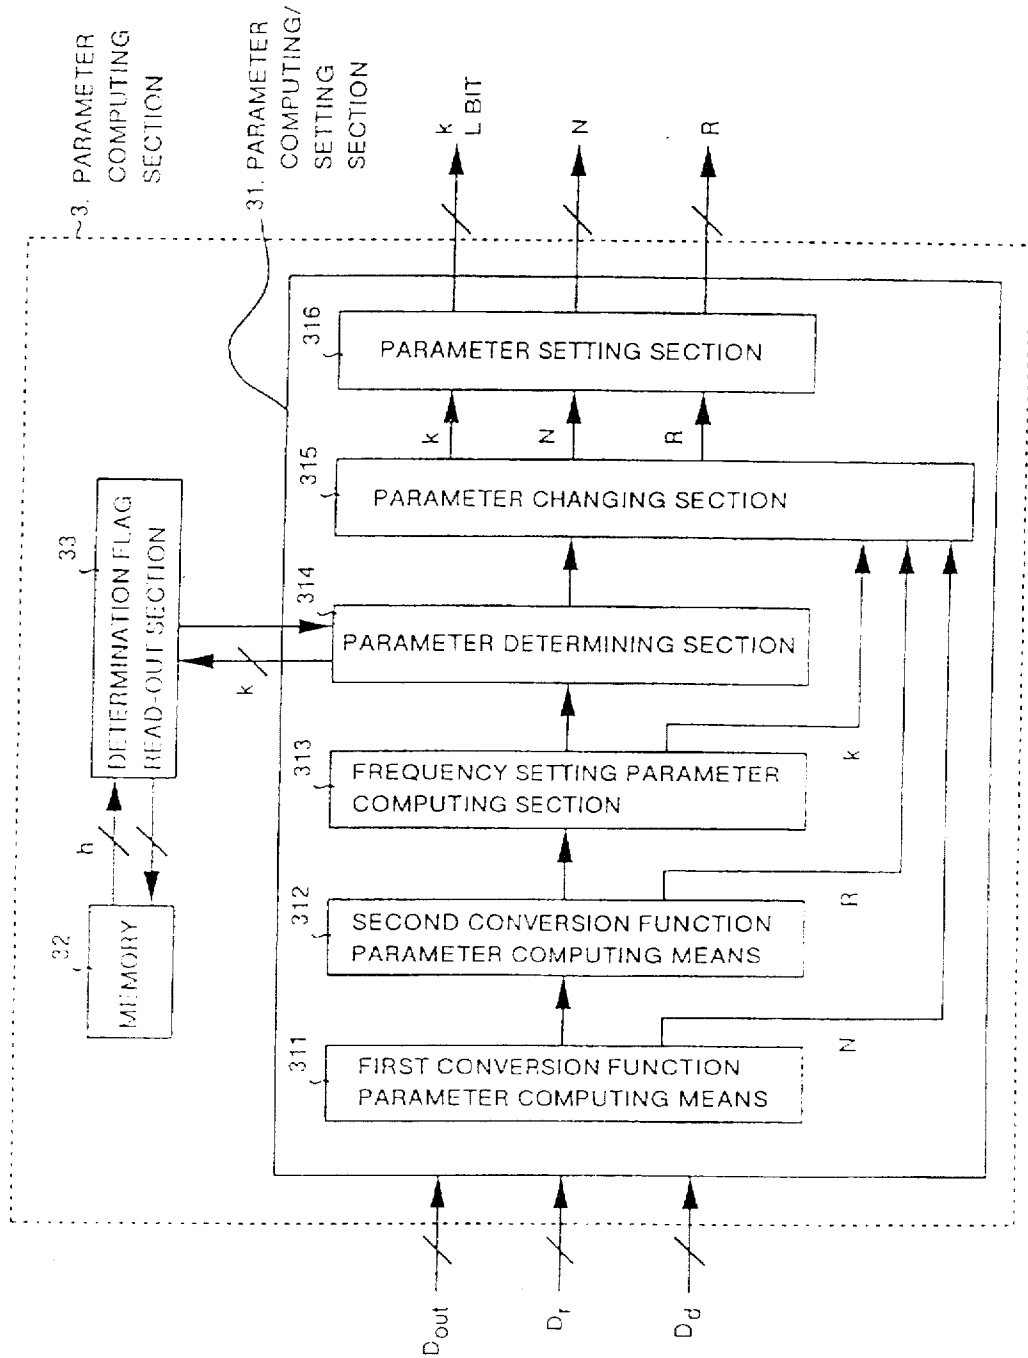 ~3. PARAMETER
COMPUTING
SECTION
31. PARAMETER
COMPUTING/
SETTING
SECTION
k
L BIT
N
R
316
PARAMETER SETTING SECTION
k
N
R
315
PARAMETER CHANGING SECTION
33
DETERMINATION FLAG
READ-OUT SECTION
314
PARAMETER DETERMINING SECTION
k
h
313
FREQUENCY SETTING PARAMETER
COMPUTING SECTION
k
32
MEMORY
312
SECOND CONVERSION FUNCTION
PARAMETER COMPUTING MEANS
R
311
FIRST CONVERSION FUNCTION
PARAMETER COMPUTING MEANS
N
Dout
Dr
Dd